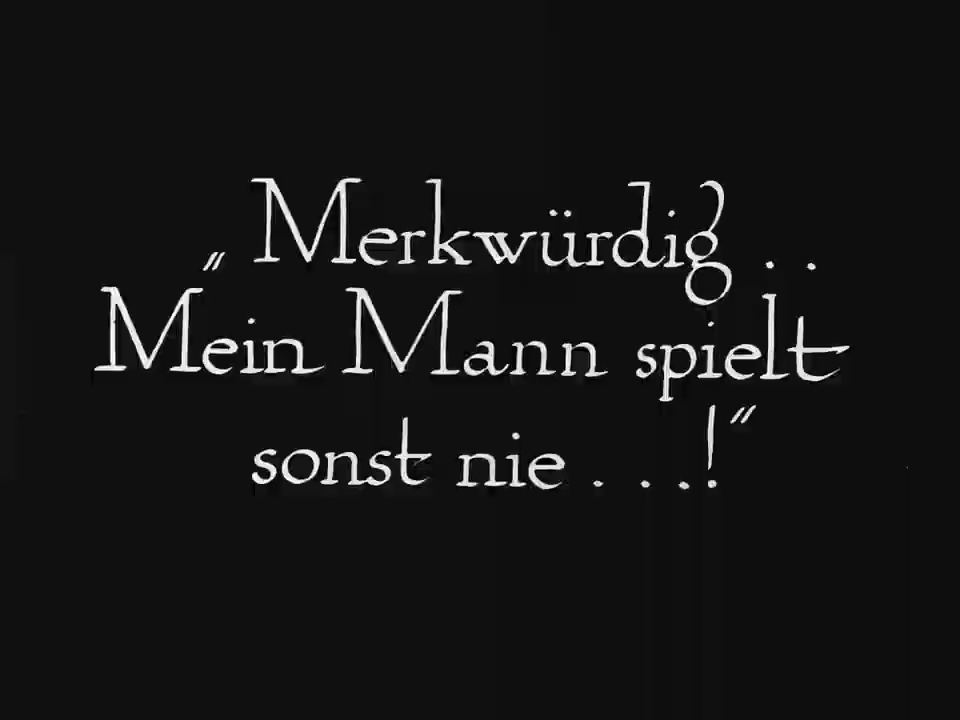 „Merkwürdig . .
Mein Mann spielt
sonst nie . . .!“